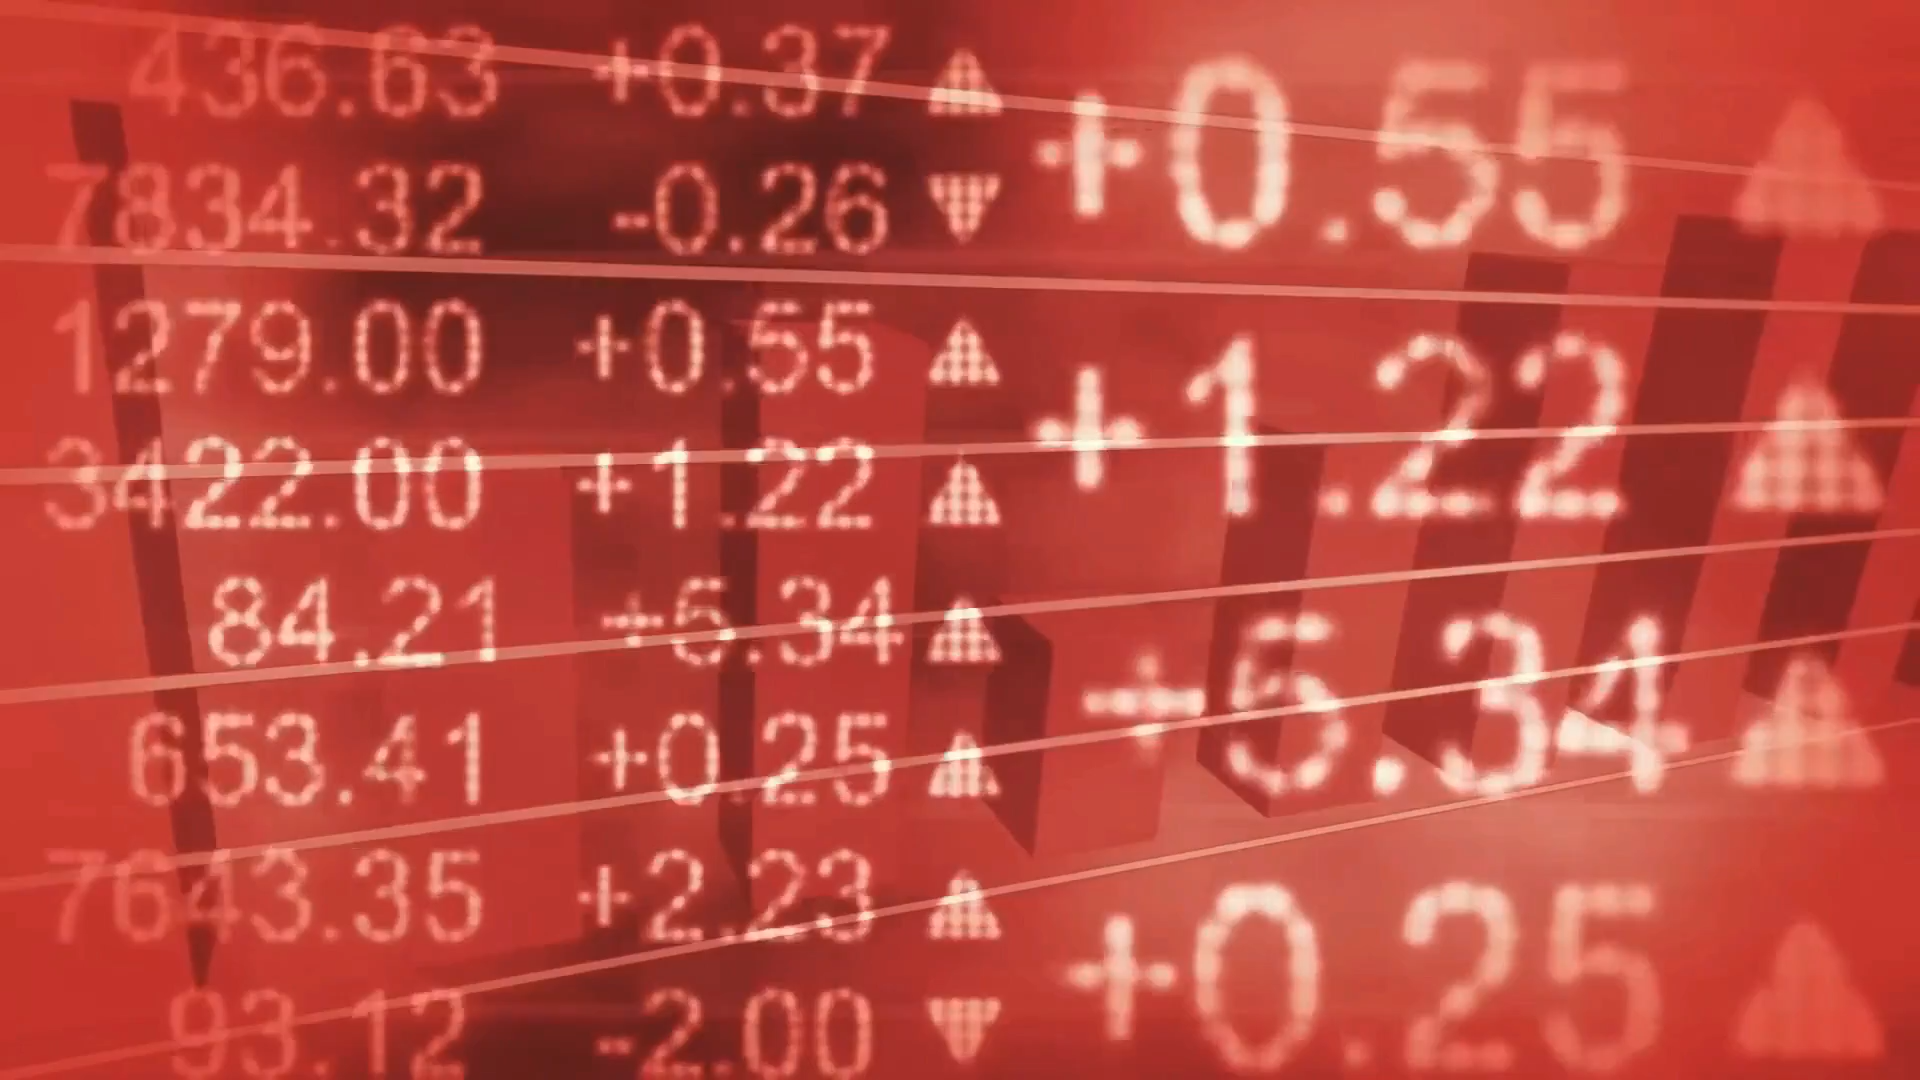 436.63 +0.37 ▲
7834.32 -0.26 ▼
1279.00 +0.55 ▲
3422.00 +1.22 ▲
84.21 +5.34 ▲
653.41 +0.25 ▲
7643.35 +2.23 ▲
93.12 -2.00 ▼
+0.55 ▲
+1.22 ▲
+5.34 ▲
+0.25 ▲